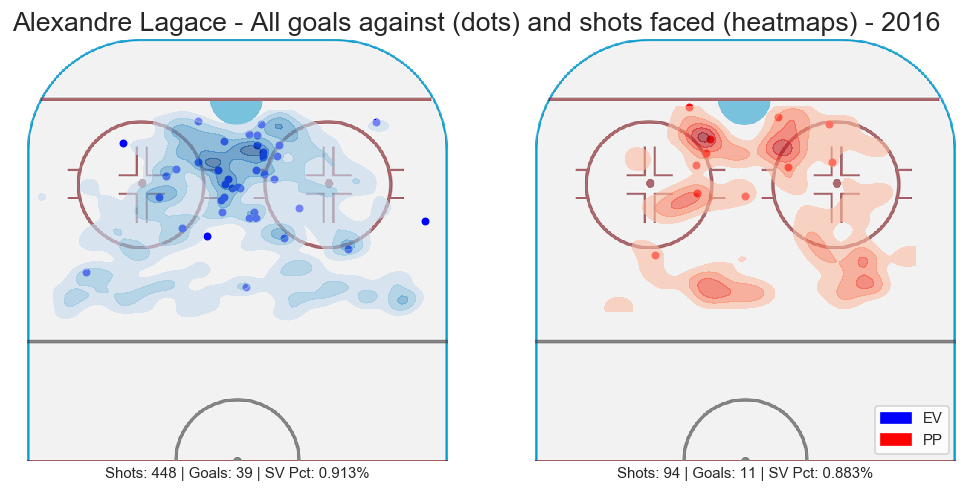 Alexandre Lagace - All goals against (dots) and shots faced (heatmaps) - 2016
EV
PP
Shots: 448 | Goals: 39 | SV Pct: 0.913%
Shots: 94 | Goals: 11 | SV Pct: 0.883%